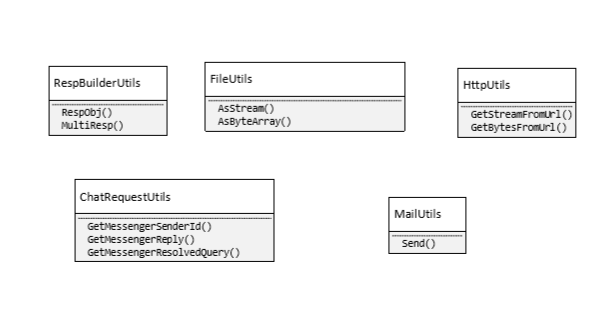 RespBuilderUtils
RespObj()
MultiResp()
FileUtils
AsStream()
AsByteArray()
HttpUtils
GetStreamFromUrl()
GetBytesFromUrl()
ChatRequestUtils
GetMessengerSenderId()
GetMessengerReply()
GetMessengerResolvedQuery()
MailUtils
Send()